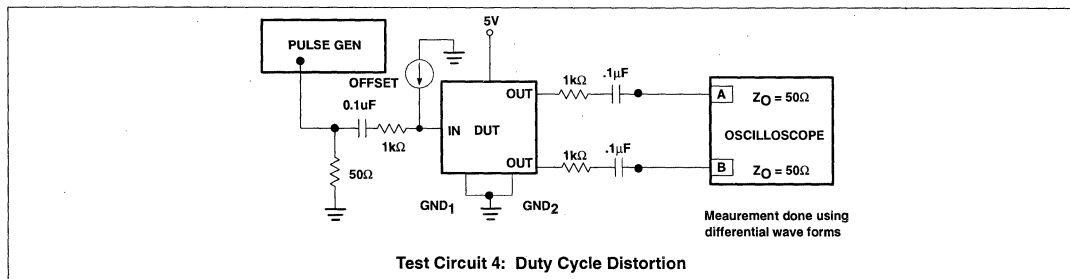 PULSE GEN
5V
OFFSET
0.1uF
1kΩ
50Ω
IN DUT
OUT
OUT
GND1
GND2
1kΩ
.1μF
1kΩ
.1μF
A
ZO = 50Ω
OSCILLOSCOPE
B
ZO = 50Ω
Meaurement done using
differential wave forms
Test Circuit 4: Duty Cycle Distortion